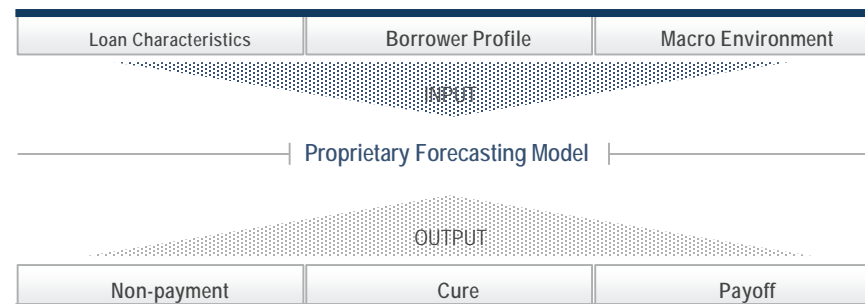 Loan Characteristics Borrower Profile Macro Environment
INPUT
Proprietary Forecasting Model
OUTPUT
Non-payment Cure Payoff